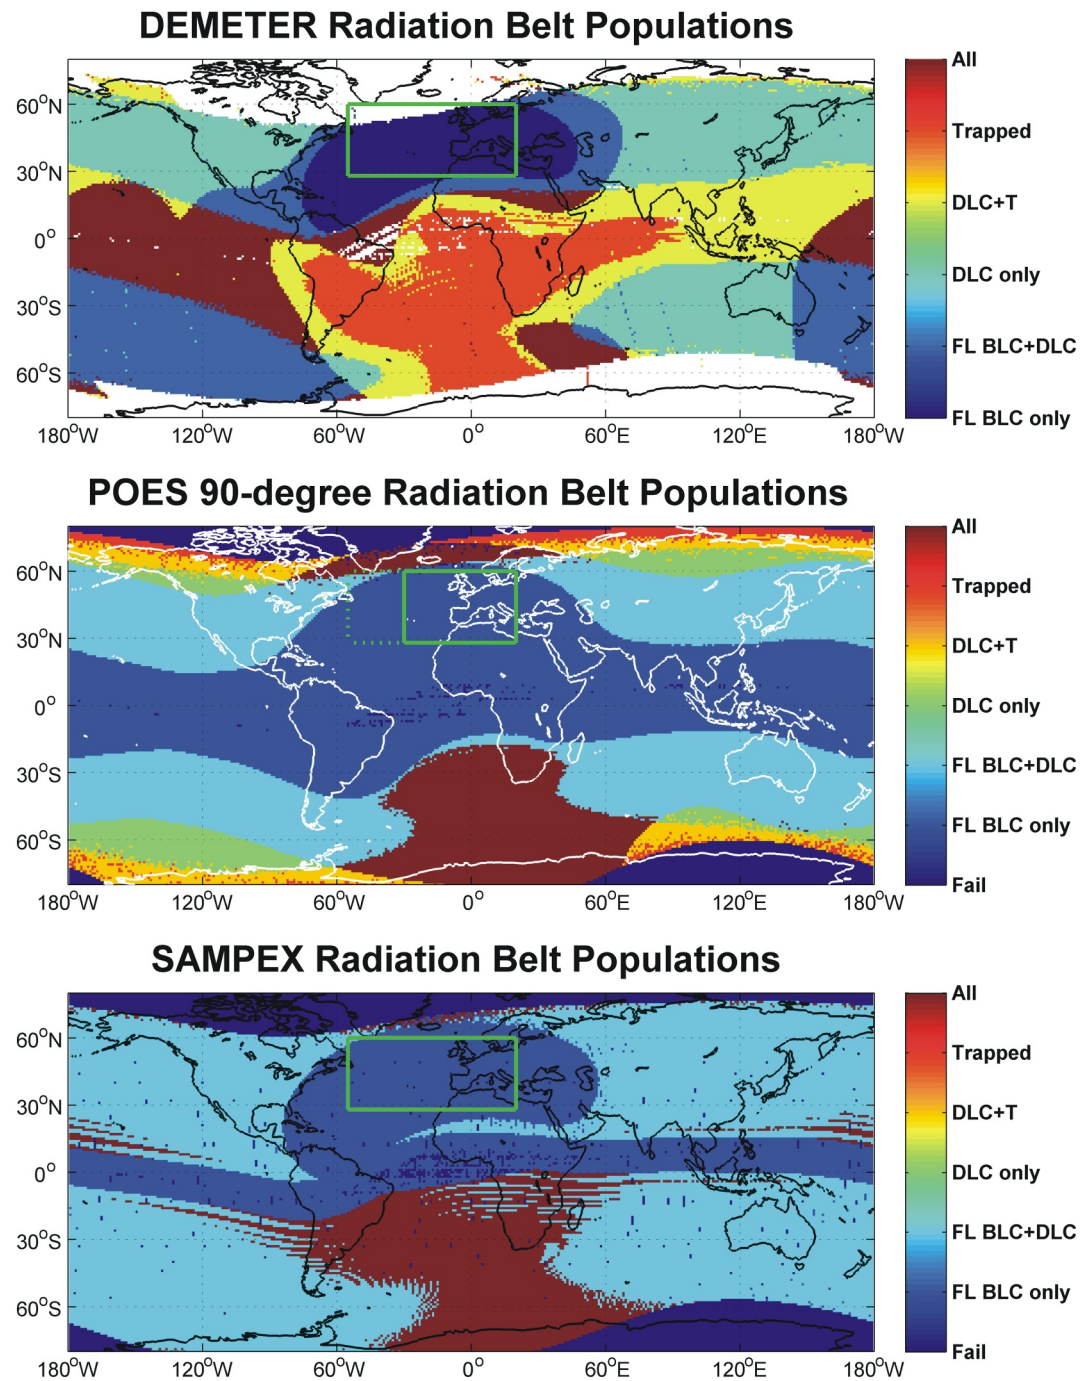 DEMETER Radiation Belt Populations
60°N
30°N
0°
30°S
60°S
180°W 120°W 60°W 0° 60°E 120°E 180°W
All
Trapped
DLC+T
DLC only
FL BLC+DLC
FL BLC only
POES 90-degree Radiation Belt Populations
60°N
30°N
0°
30°S
60°S
180°W 120°W 60°W 0° 60°E 120°E 180°W
All
Trapped
DLC+T
DLC only
FL BLC+DLC
FL BLC only
Fail
SAMPEX Radiation Belt Populations
60°N
30°N
0°
30°S
60°S
180°W 120°W 60°W 0° 60°E 120°E 180°W
All
Trapped
DLC+T
DLC only
FL BLC+DLC
FL BLC only
Fail